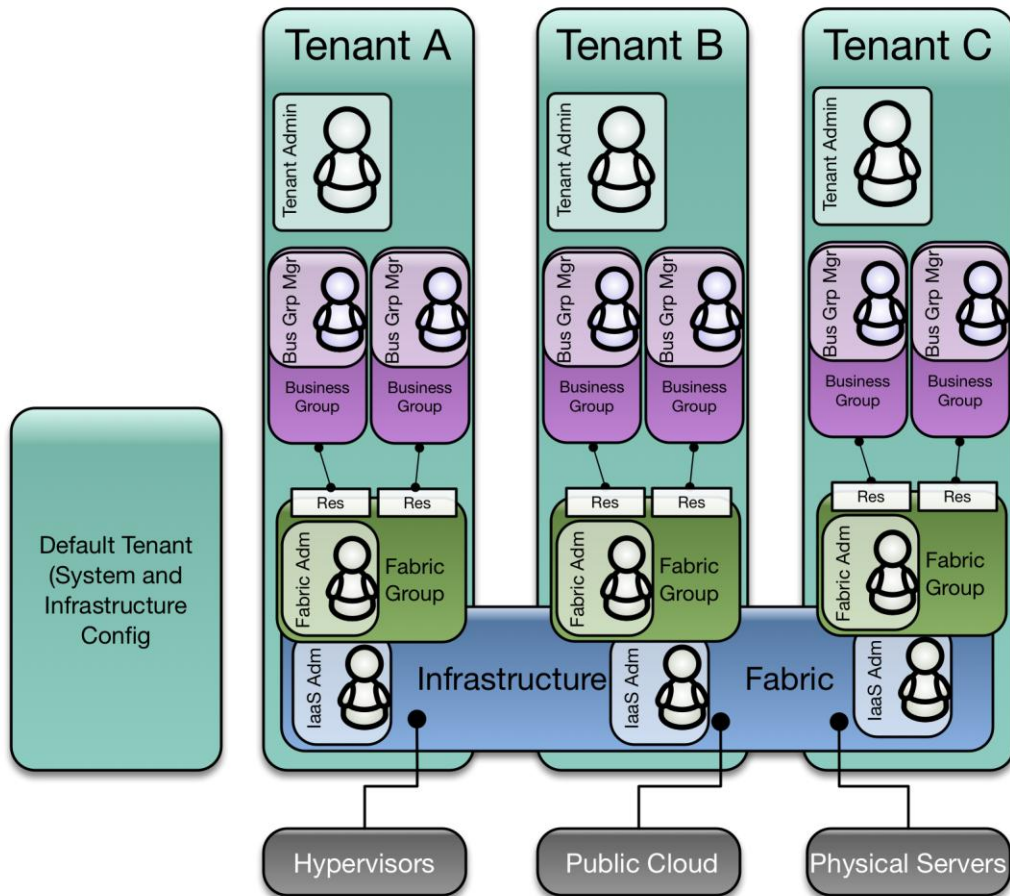 Tenant A
Tenant B
Tenant C
Tenant Admin
Tenant Admin
Tenant Admin
Bus Grp Mgr
Bus Grp Mgr
Bus Grp Mgr
Bus Grp Mgr
Bus Grp Mgr
Bus Grp Mgr
Business
Group
Business
Group
Business
Group
Business
Group
Business
Group
Business
Group
Default Tenant
(System and
Infrastructure
Config
Res
Res
Res
Res
Res
Res
Fabric Adm
Fabric
Group
Fabric Adm
Fabric
Group
Fabric Adm
Fabric
Group
IaaS Adm
Infrastructure
IaaS Adm
Fabric
IaaS Adm
Hypervisors
Public Cloud
Physical Servers